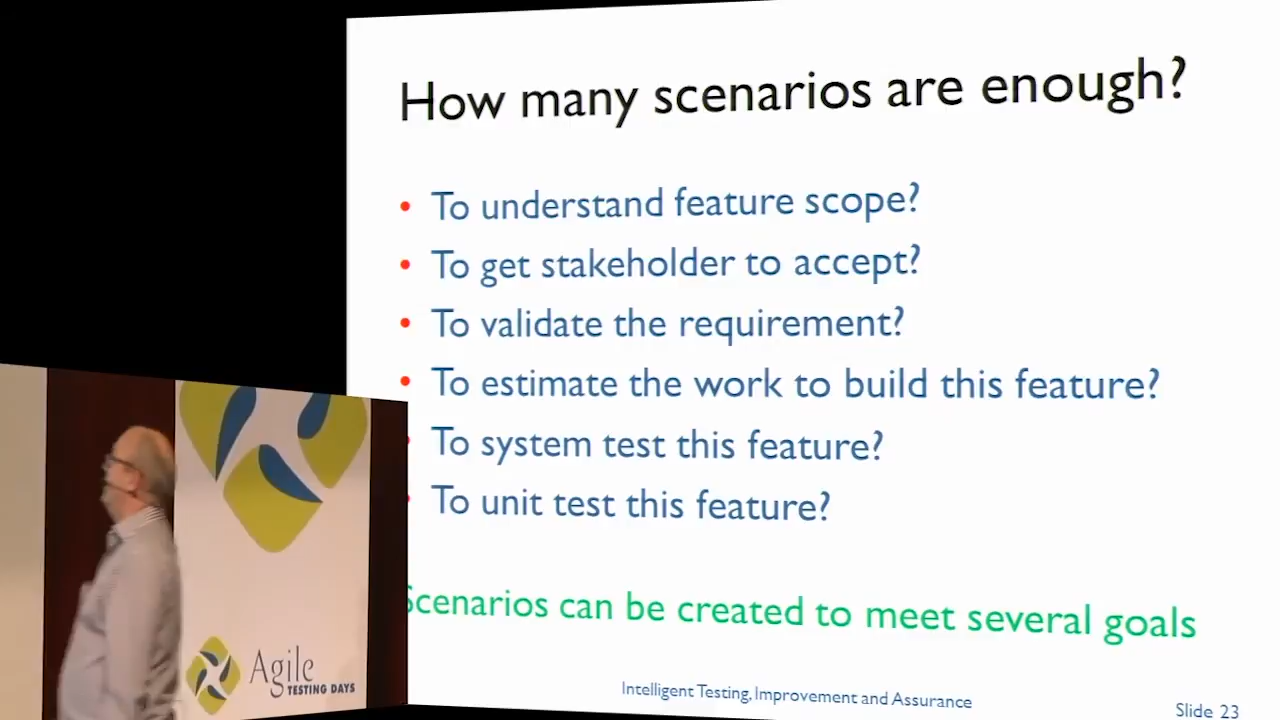 How many scenarios are enough?
• To understand feature scope?
• To get stakeholder to accept?
• To validate the requirement?
• To estimate the work to build this feature?
To system test this feature?
To unit test this feature?
Scenarios can be created to meet several goals
Intelligent Testing, Improvement and Assurance
Slide 23
Agile
TESTING DAYS